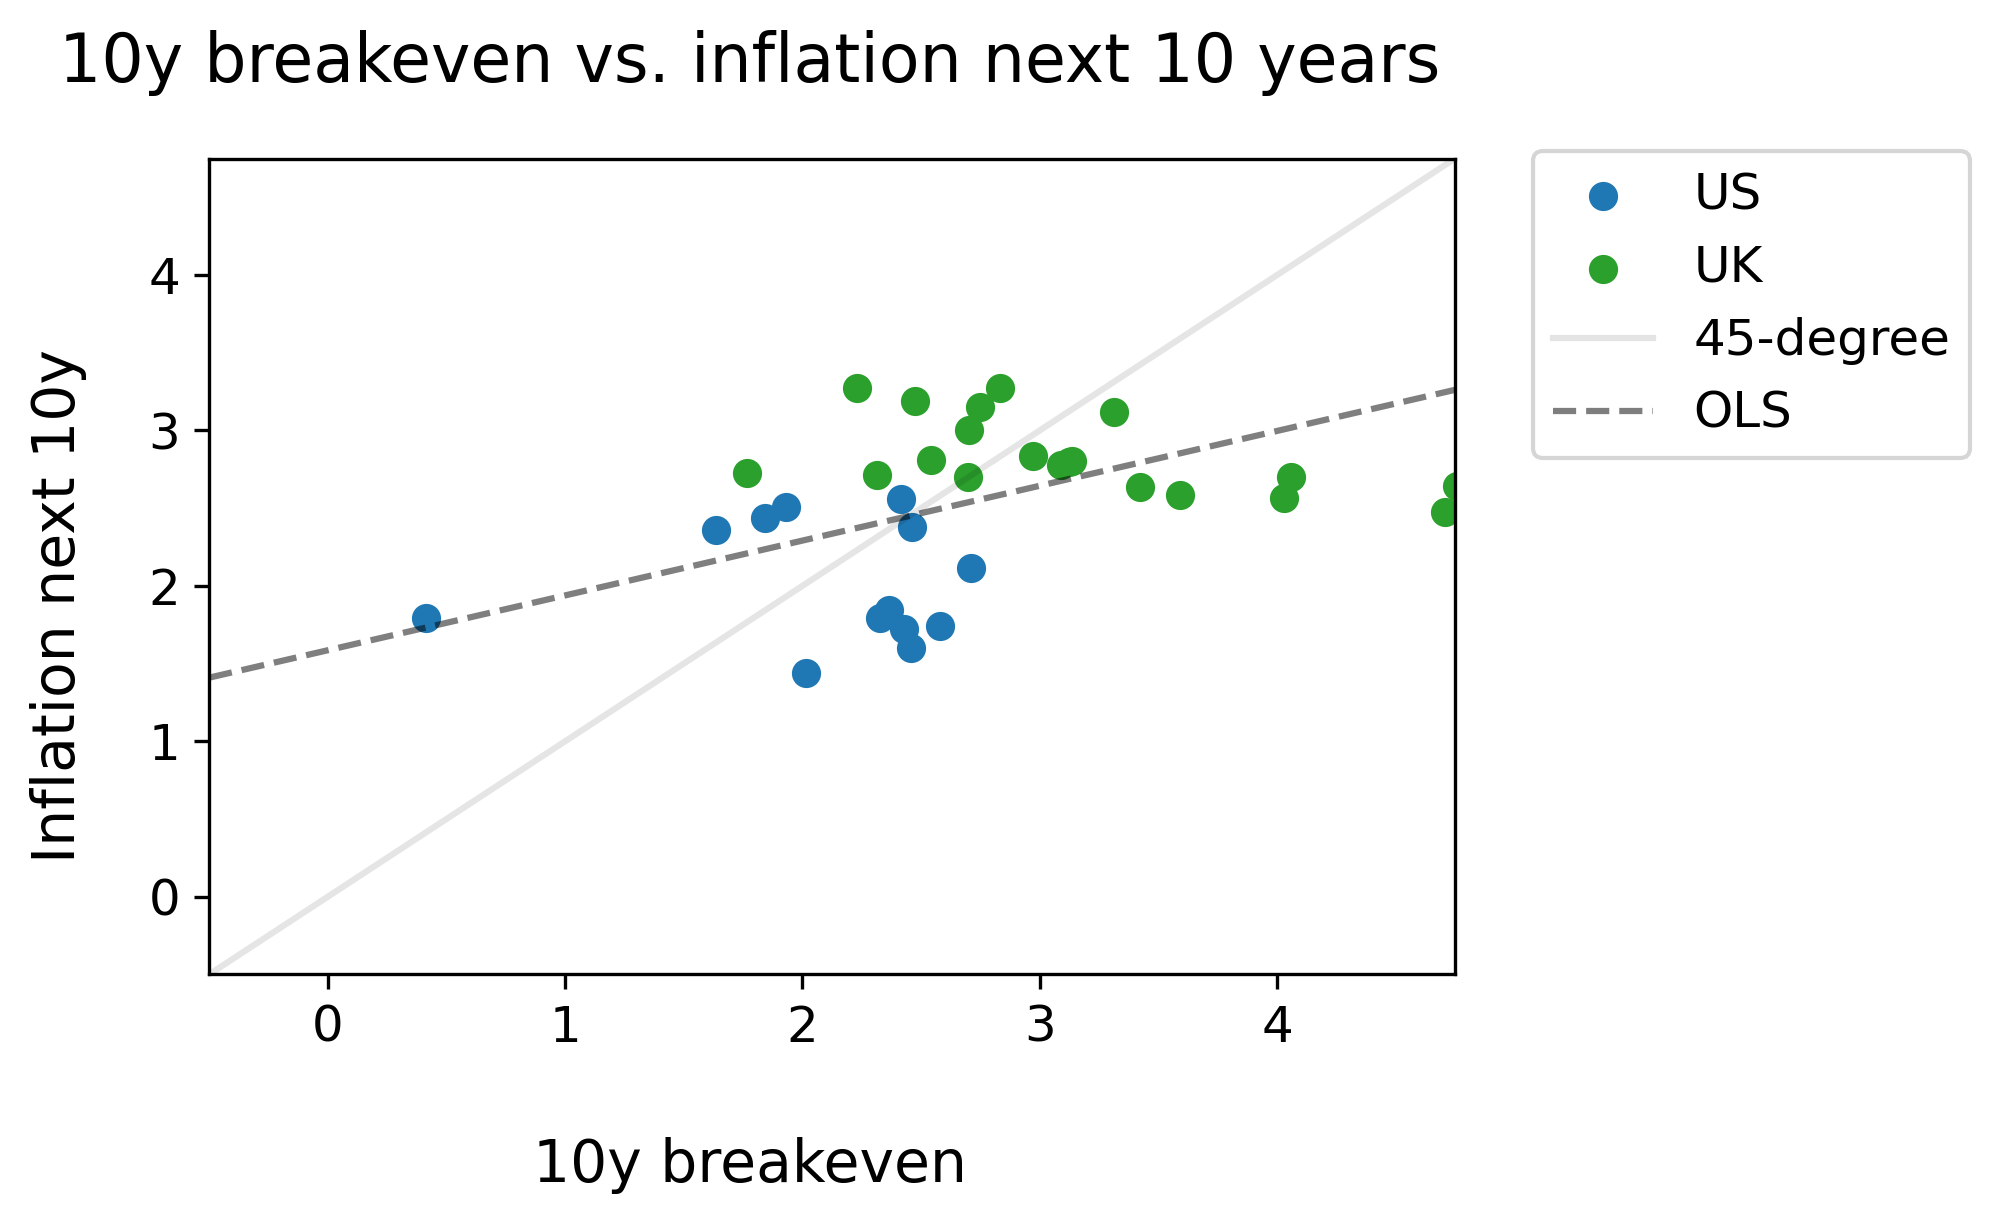 10y breakeven vs. inflation next 10 years
US
UK
45-degree
OLS
Inflation next 10y
4
3
2
1
0
0 1 2 3 4
10y breakeven